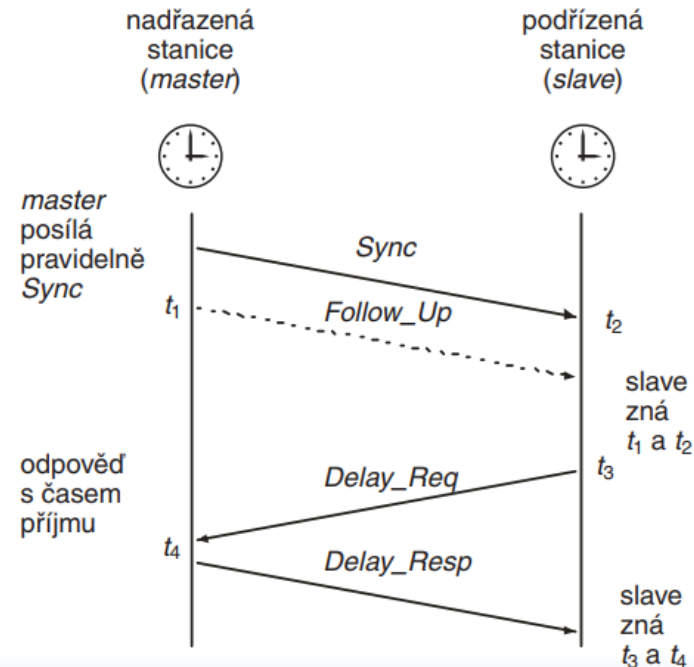 nadřazená
stanice
(master)
podřízená
stanice
(slave)
master
posílá
pravidelně
Sync
Sync
t1
Follow_Up
t2
slave
zná
t1 a t2
odpověď
s časem
příjmu
Delay_Req
t3
t4
Delay_Resp
slave
zná
t3 a t4